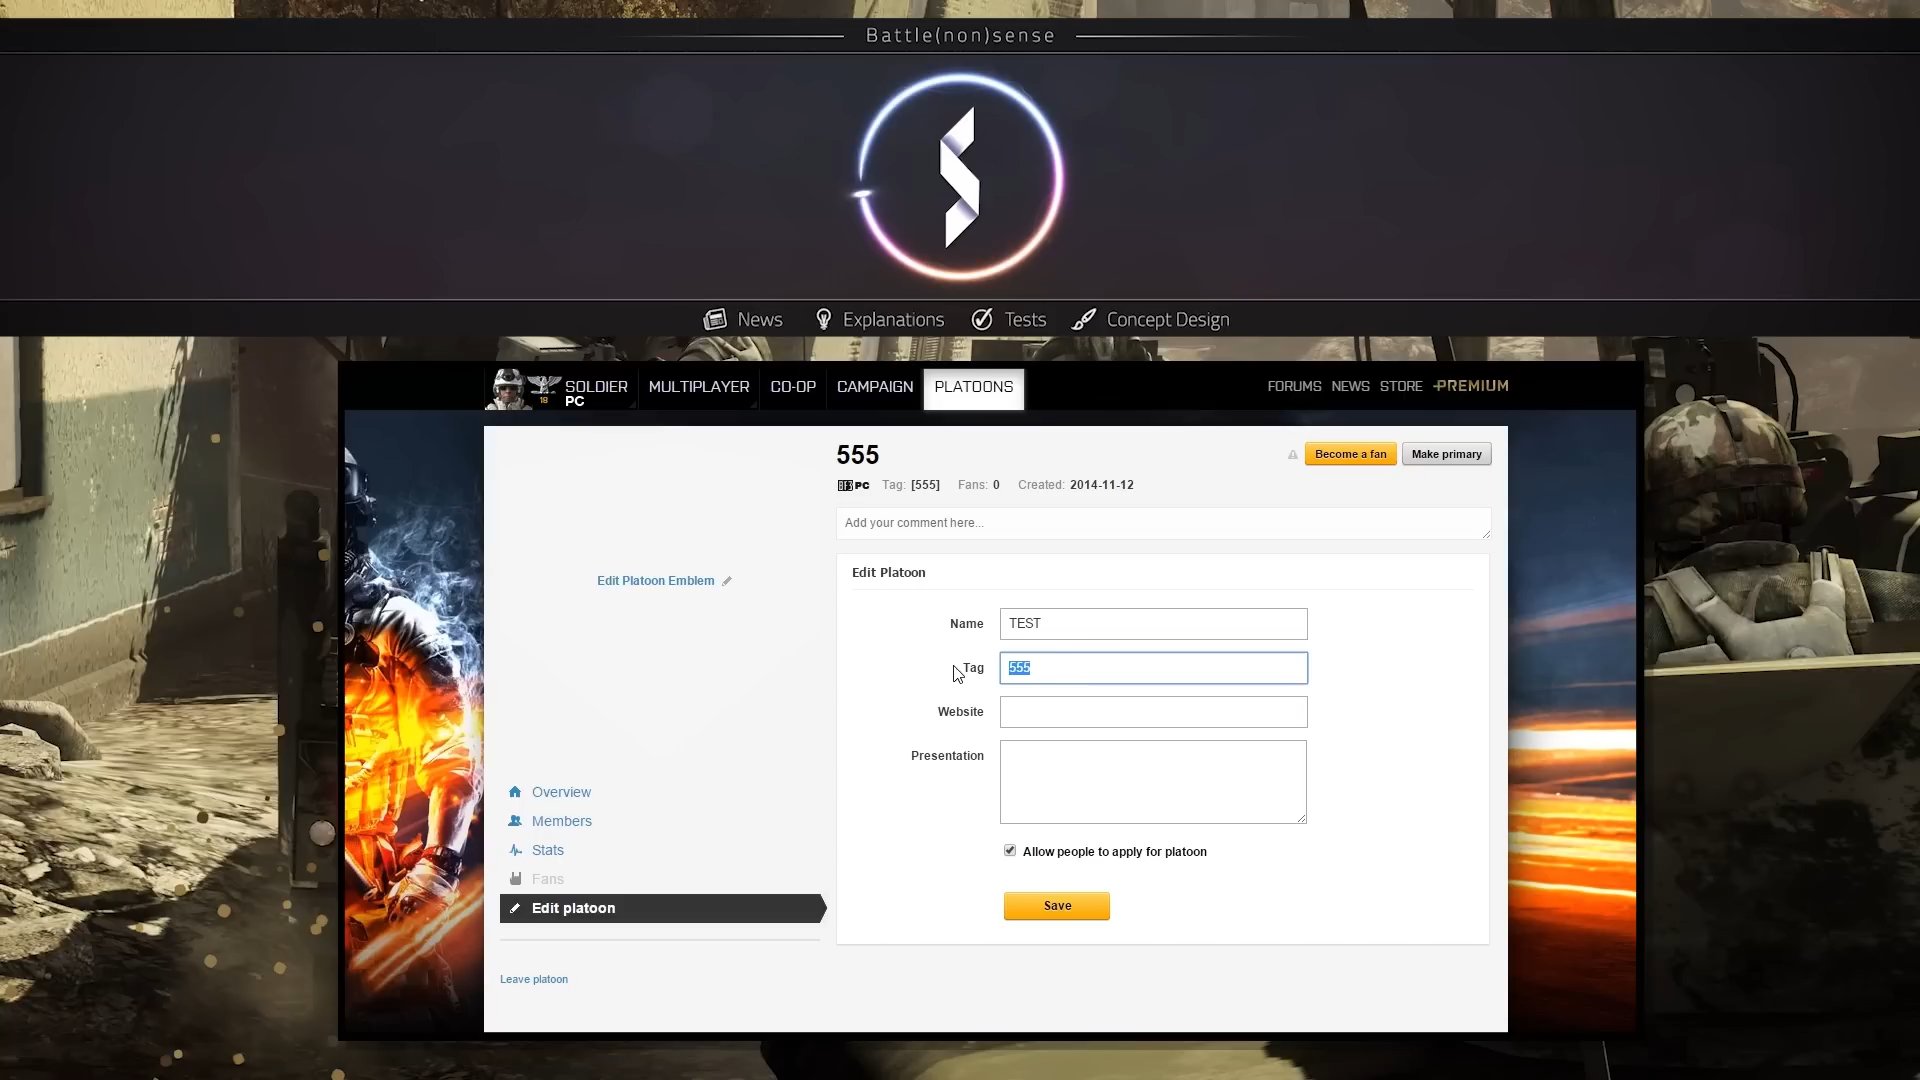 Battle(non)sense
News Explanations Tests Concept Design
SOLDIER MULTIPLAYER CO-OP CAMPAIGN PLATOONS FORUMS NEWS STORE PREMIUM
18 PC
555 Become a fan Make primary
BF3 PC Tag: [555] Fans: 0 Created: 2014-11-12
Add your comment here...
Edit Platoon
Edit Platoon Emblem
Name TEST
Tag 555
Website
Presentation
Overview
Members
Stats
Allow people to apply for platoon
Fans
Edit platoon
Save
Leave platoon